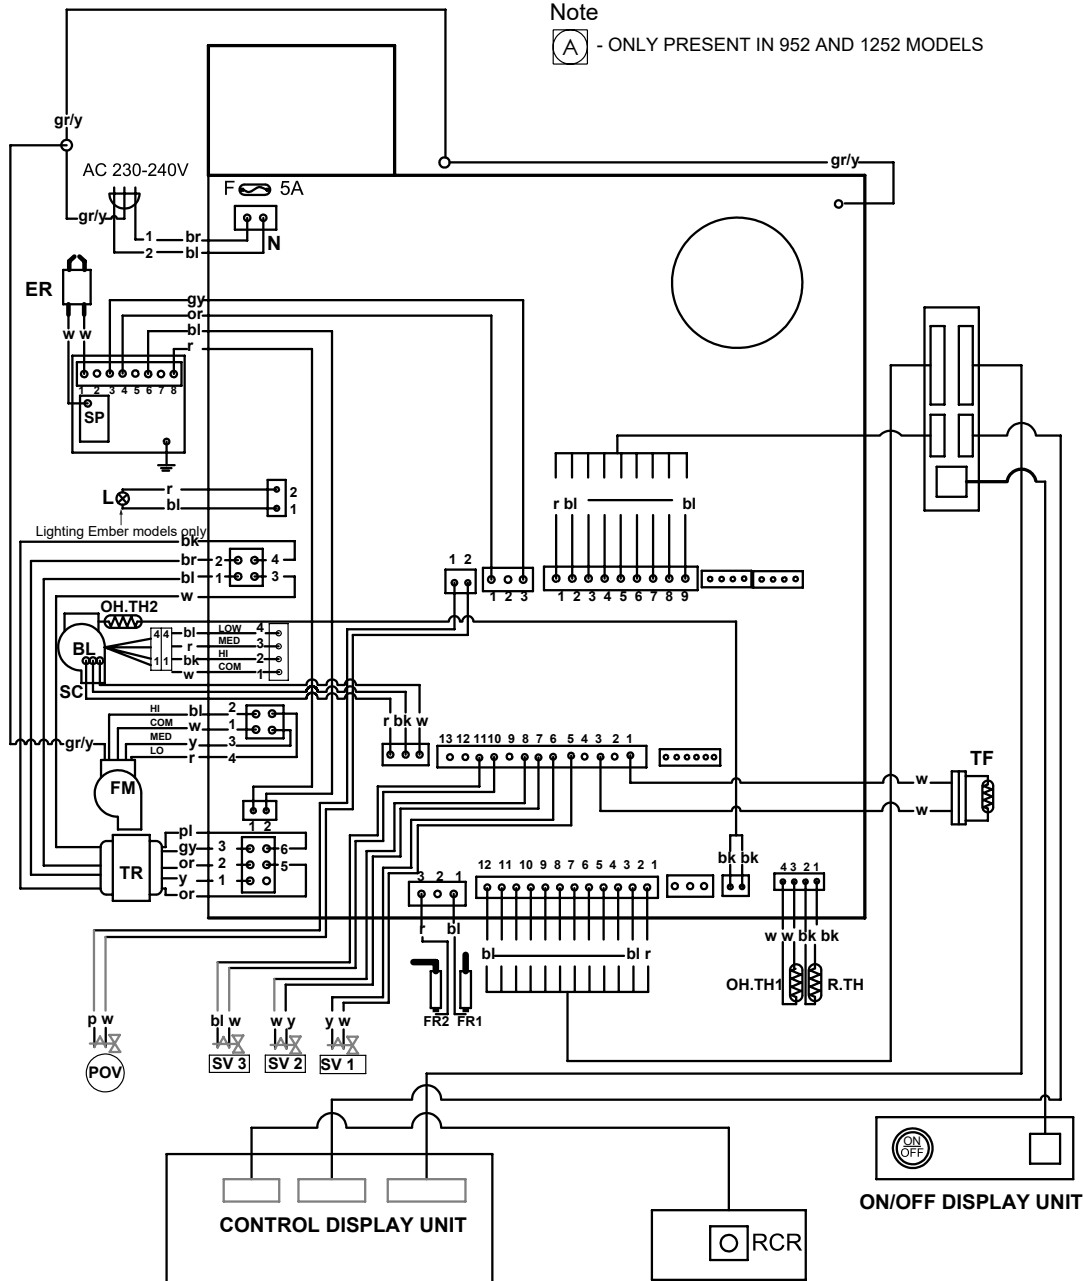 Note
A - ONLY PRESENT IN 952 AND 1252 MODELS
gr/y
AC 230-240V
gr/y
F 5A
gr/y
1 br
2 bl
N
ER
w w
gy
or
bl
r
1 2 3 4 5 6 7 8
SP
L
r 2
bl 1
Lighting Ember models only
r bl bl
bk
br 2 4
bl 1 3
w
1 2
1 2 3
1 2 3 4 5 6 7 8 9
OH.TH2
BL
SC
4 4 bl LOW 4
r MED 3
1 1 bk HI 2
w COM 1
HI bl 2
COM w 1
MED y 3
LO r 4
gr/y
FM
r bk w
13 12 11 10 9 8 7 6 5 4 3 2 1
TF
w
w
1 2
TR
pl
gy 3 6
or 2 5
y 1
or
3 2 1
12 11 10 9 8 7 6 5 4 3 2 1
bk bk
4 3 2 1
r bl
bl bl r
w w bk bk
OH.TH1 R.TH
FR2 FR1
p w
bl w
w y
y w
POV
SV 3
SV 2
SV 1
ON
OFF
ON/OFF DISPLAY UNIT
CONTROL DISPLAY UNIT
RCR